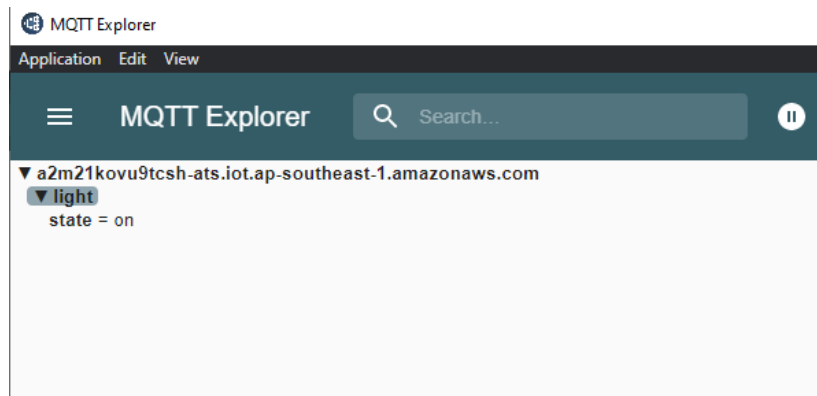 MQTT Explorer
Application Edit View
MQTT Explorer Search...
▼ a2m21kovu9tcsh-ats.iot.ap-southeast-1.amazonaws.com
▼ light
state = on